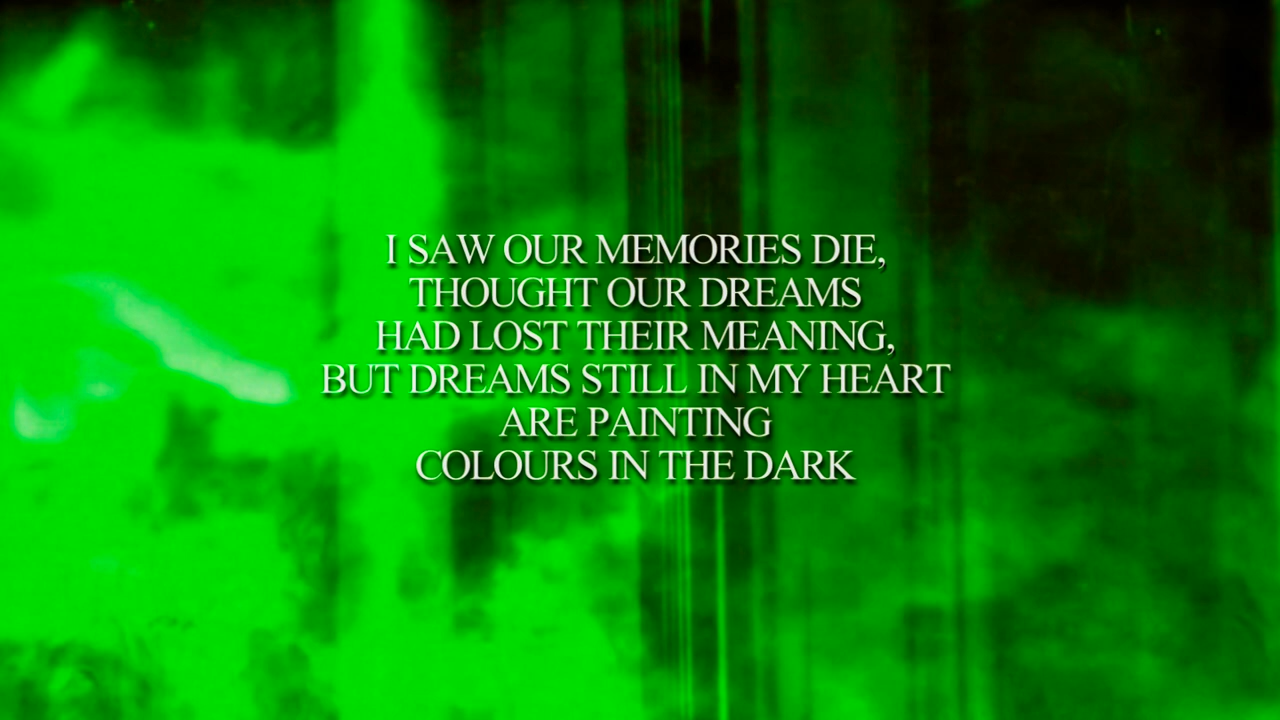 I SAW OUR MEMORIES DIE,
THOUGHT OUR DREAMS
HAD LOST THEIR MEANING,
BUT DREAMS STILL IN MY HEART
ARE PAINTING
COLOURS IN THE DARK